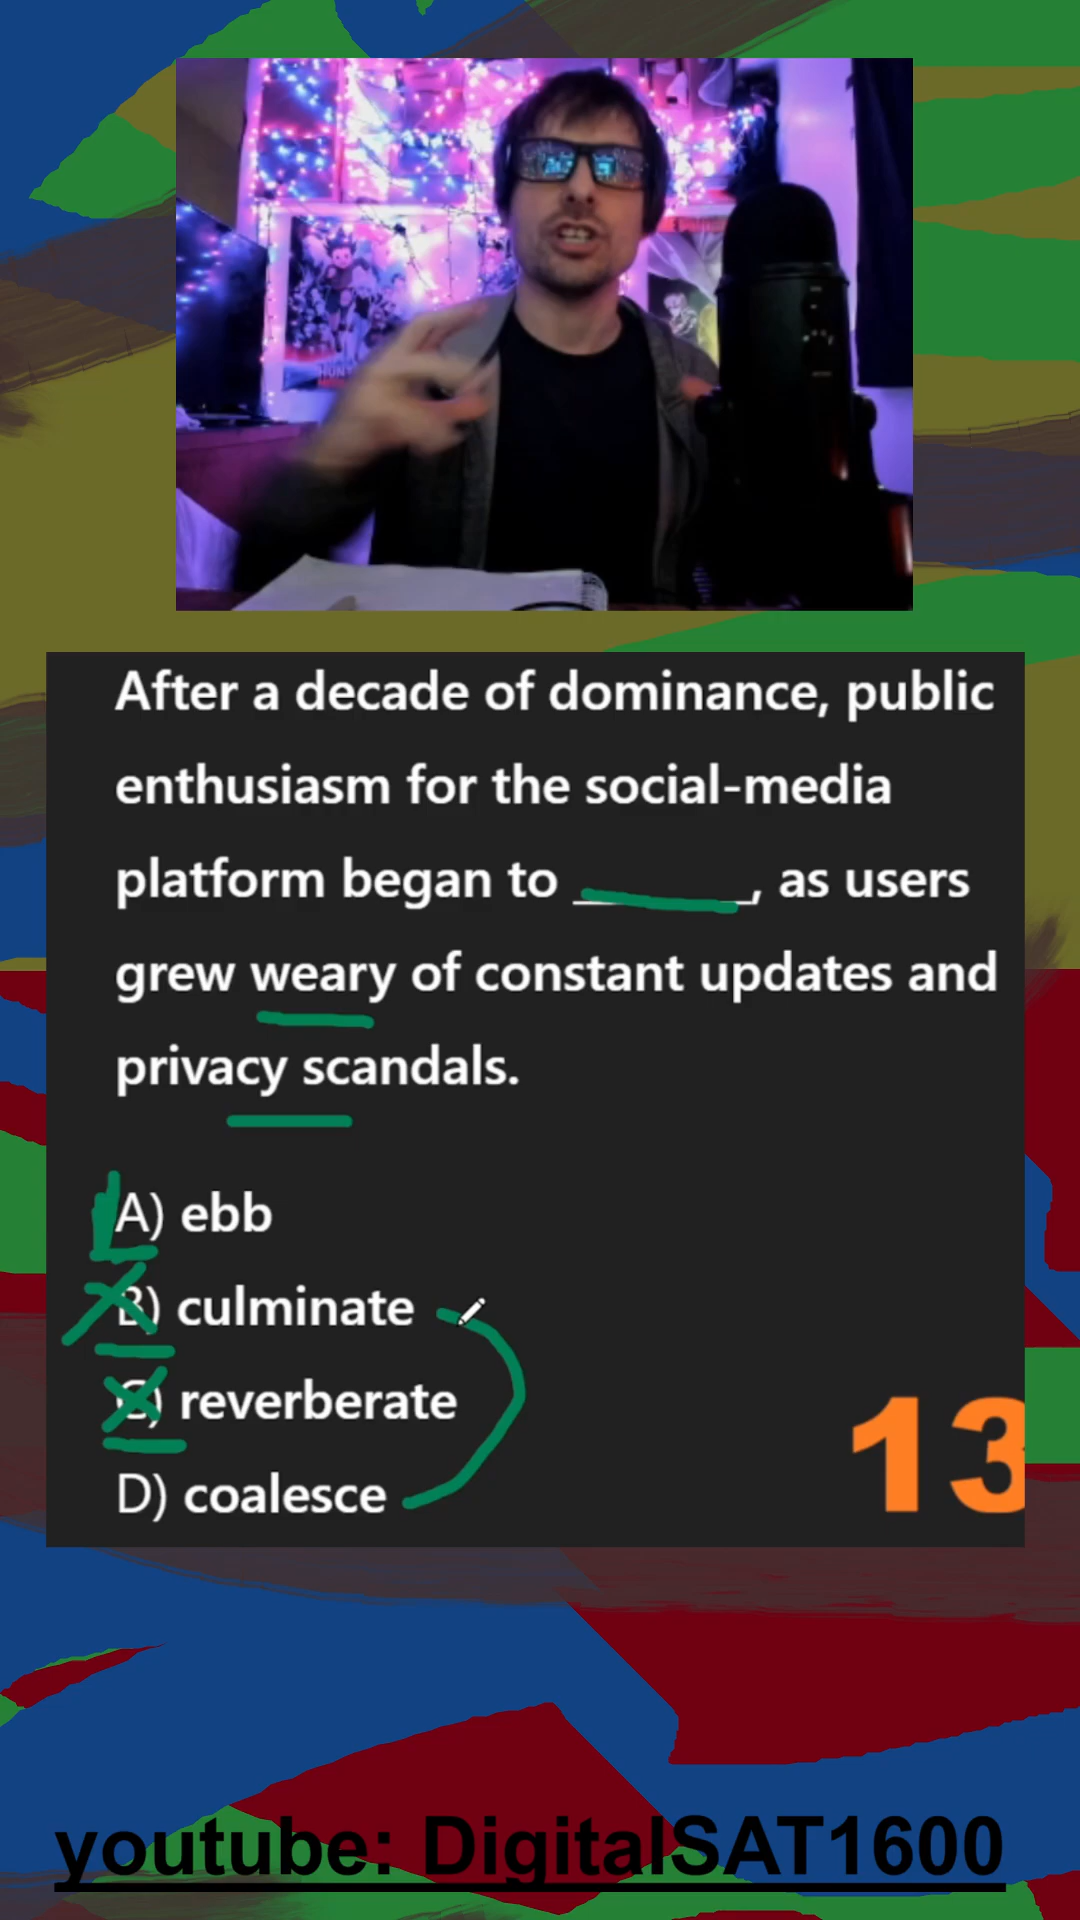 HUN
After a decade of dominance, public
enthusiasm for the social-media
platform began to ______, as users
grew weary of constant updates and
privacy scandals.
A) ebb
B) culminate
C) reverberate
D) coalesce
13
youtube: DigitalSAT1600